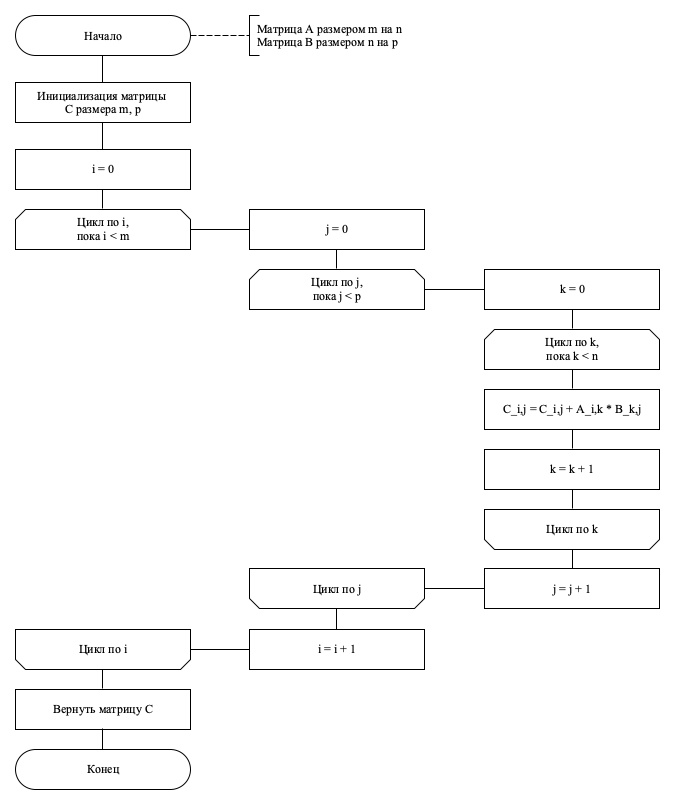 Начало
Матрица А размером m на n
Матрица B размером n на p
Инициализация матрицы
C размера m, p
i = 0
Цикл по i,
пока i < m
j = 0
Цикл по j,
пока j < p
k = 0
Цикл по k,
пока k < n
C_i,j = C_i,j + A_i,k * B_k,j
k = k + 1
Цикл по k
j = j + 1
Цикл по j
i = i + 1
Цикл по i
Вернуть матрицу C
Конец